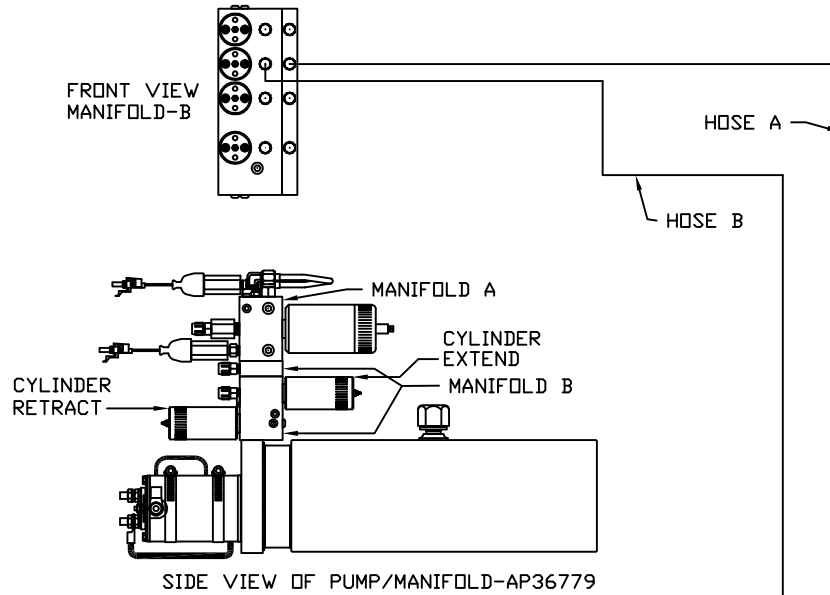 FRONT VIEW
MANIFOLD-B
HOSE A
HOSE B
MANIFOLD A
CYLINDER
EXTEND
CYLINDER
RETRACT
MANIFOLD B
SIDE VIEW OF PUMP/MANIFOLD-AP36779